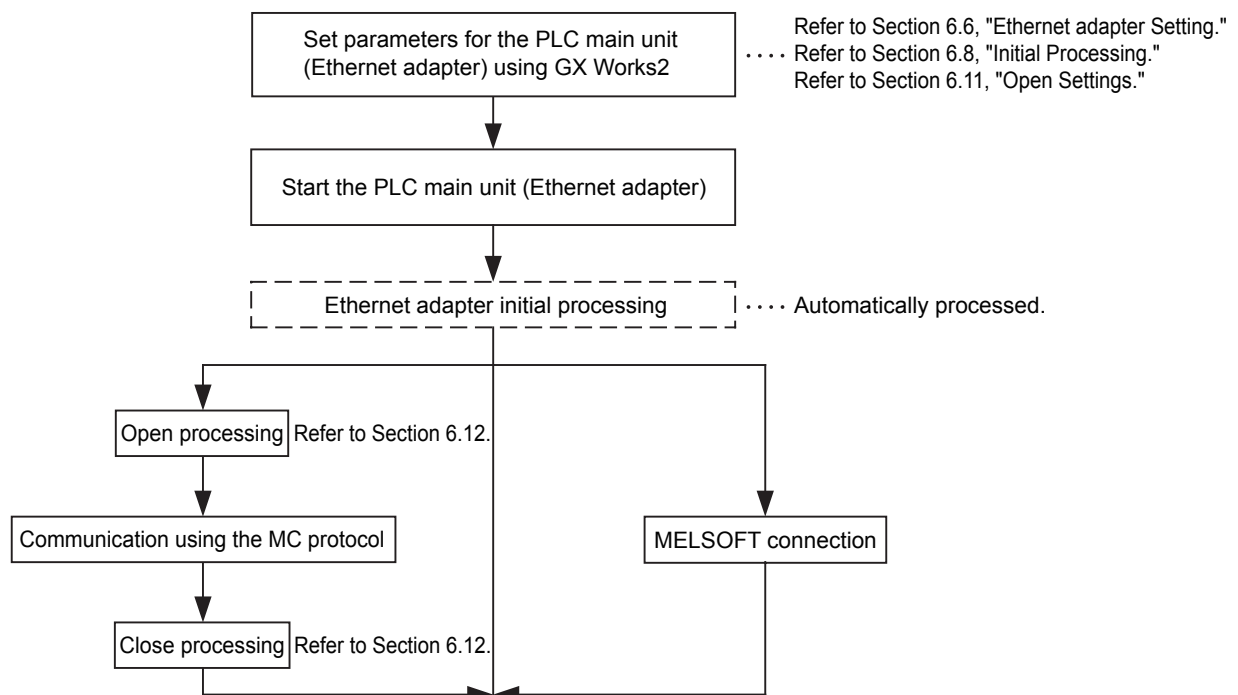 Set parameters for the PLC main unit
(Ethernet adapter) using GX Works2
Refer to Section 6.6, "Ethernet adapter Setting."
Refer to Section 6.8, "Initial Processing."
Refer to Section 6.11, "Open Settings."
Start the PLC main unit (Ethernet adapter)
Ethernet adapter initial processing
Automatically processed.
Open processing
Refer to Section 6.12.
Communication using the MC protocol
MELSOFT connection
Close processing
Refer to Section 6.12.